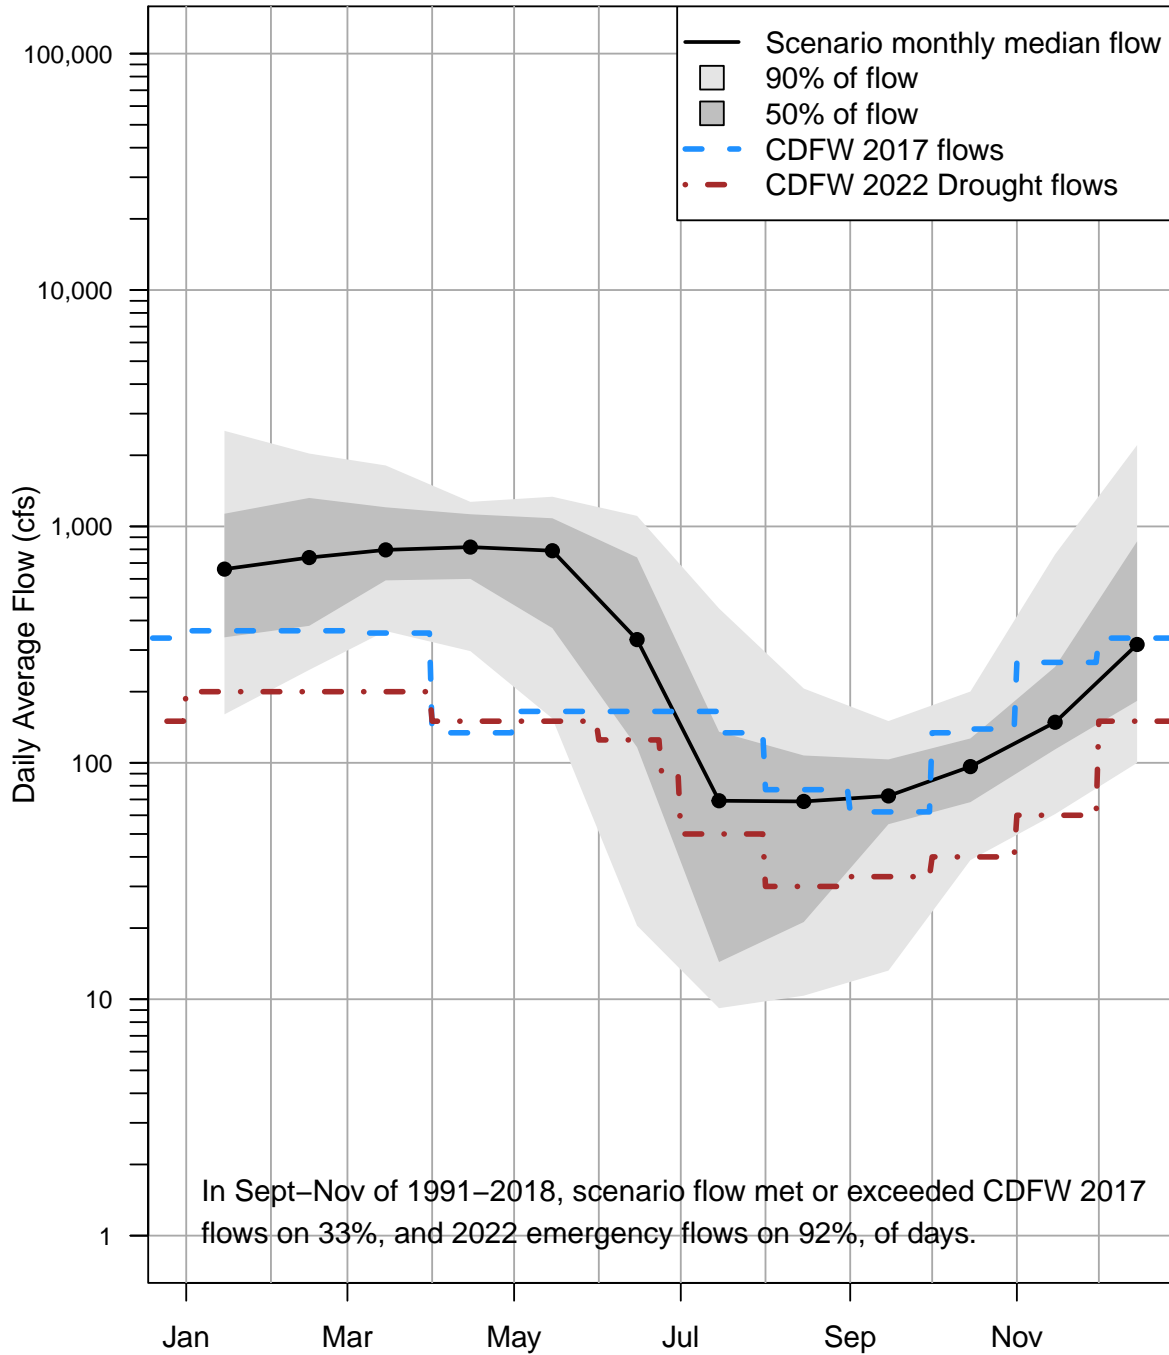 Scenario monthly median flow
90% of flow
50% of flow
CDFW 2017 flows
CDFW 2022 Drought flows
100,000
10,000
1,000
100
10
1
Daily Average Flow (cfs)
In Sept−Nov of 1991−2018, scenario flow met or exceeded CDFW 2017
flows on 33%, and 2022 emergency flows on 92%, of days.
Jan
Mar
May
Jul
Sep
Nov